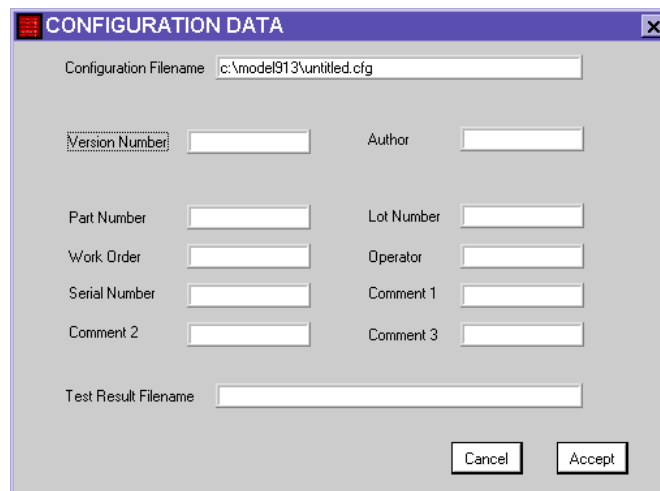 CONFIGURATION DATA
Configuration Filename c:\model913\untitled.cfg
Version Number Author
Part Number Lot Number
Work Order Operator
Serial Number Comment 1
Comment 2 Comment 3
Test Result Filename
Cancel Accept